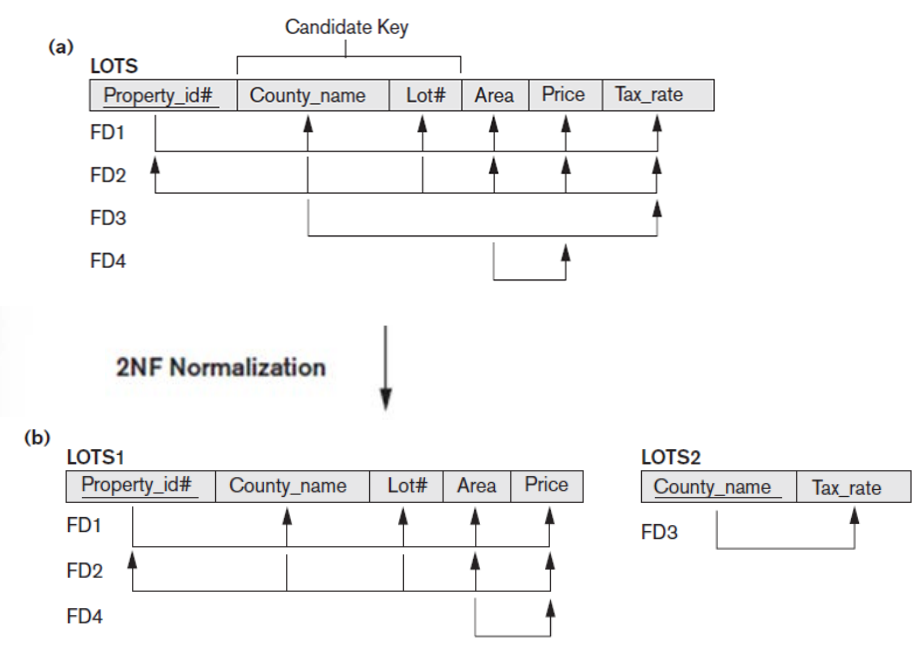 Candidate Key
(a)
LOTS
Property_id# County_name Lot# Area Price Tax_rate
FD1
FD2
FD3
FD4
2NF Normalization
(b)
LOTS1
Property_id# County_name Lot# Area Price
FD1
FD2
FD4
LOTS2
County_name Tax_rate
FD3